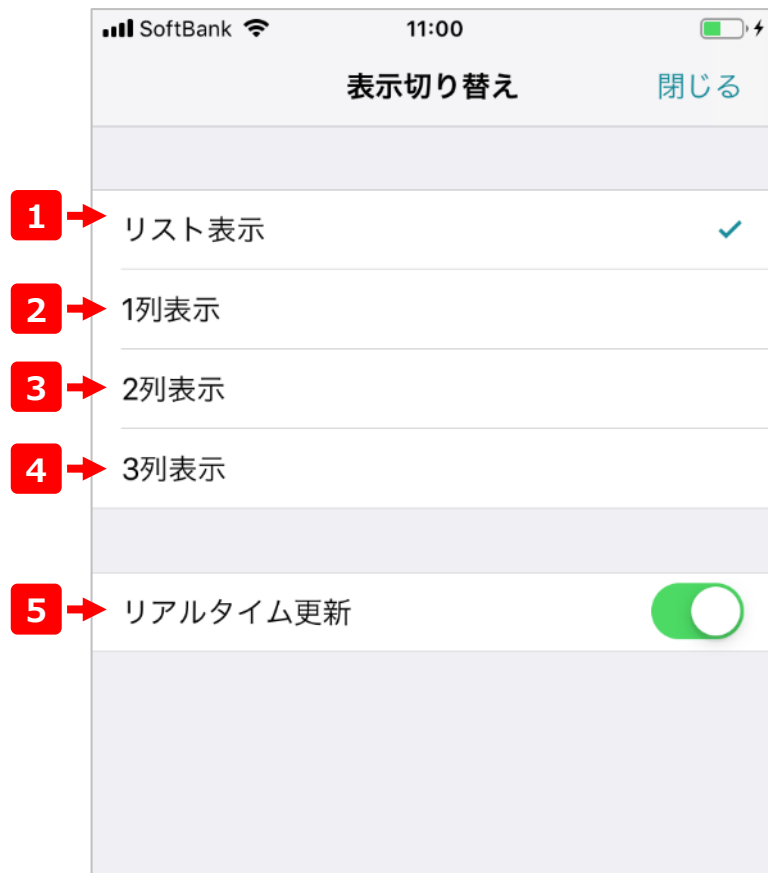 SoftBank 11:00
表示切り替え 閉じる
1 リスト表示
2 1列表示
3 2列表示
4 3列表示
5 リアルタイム更新